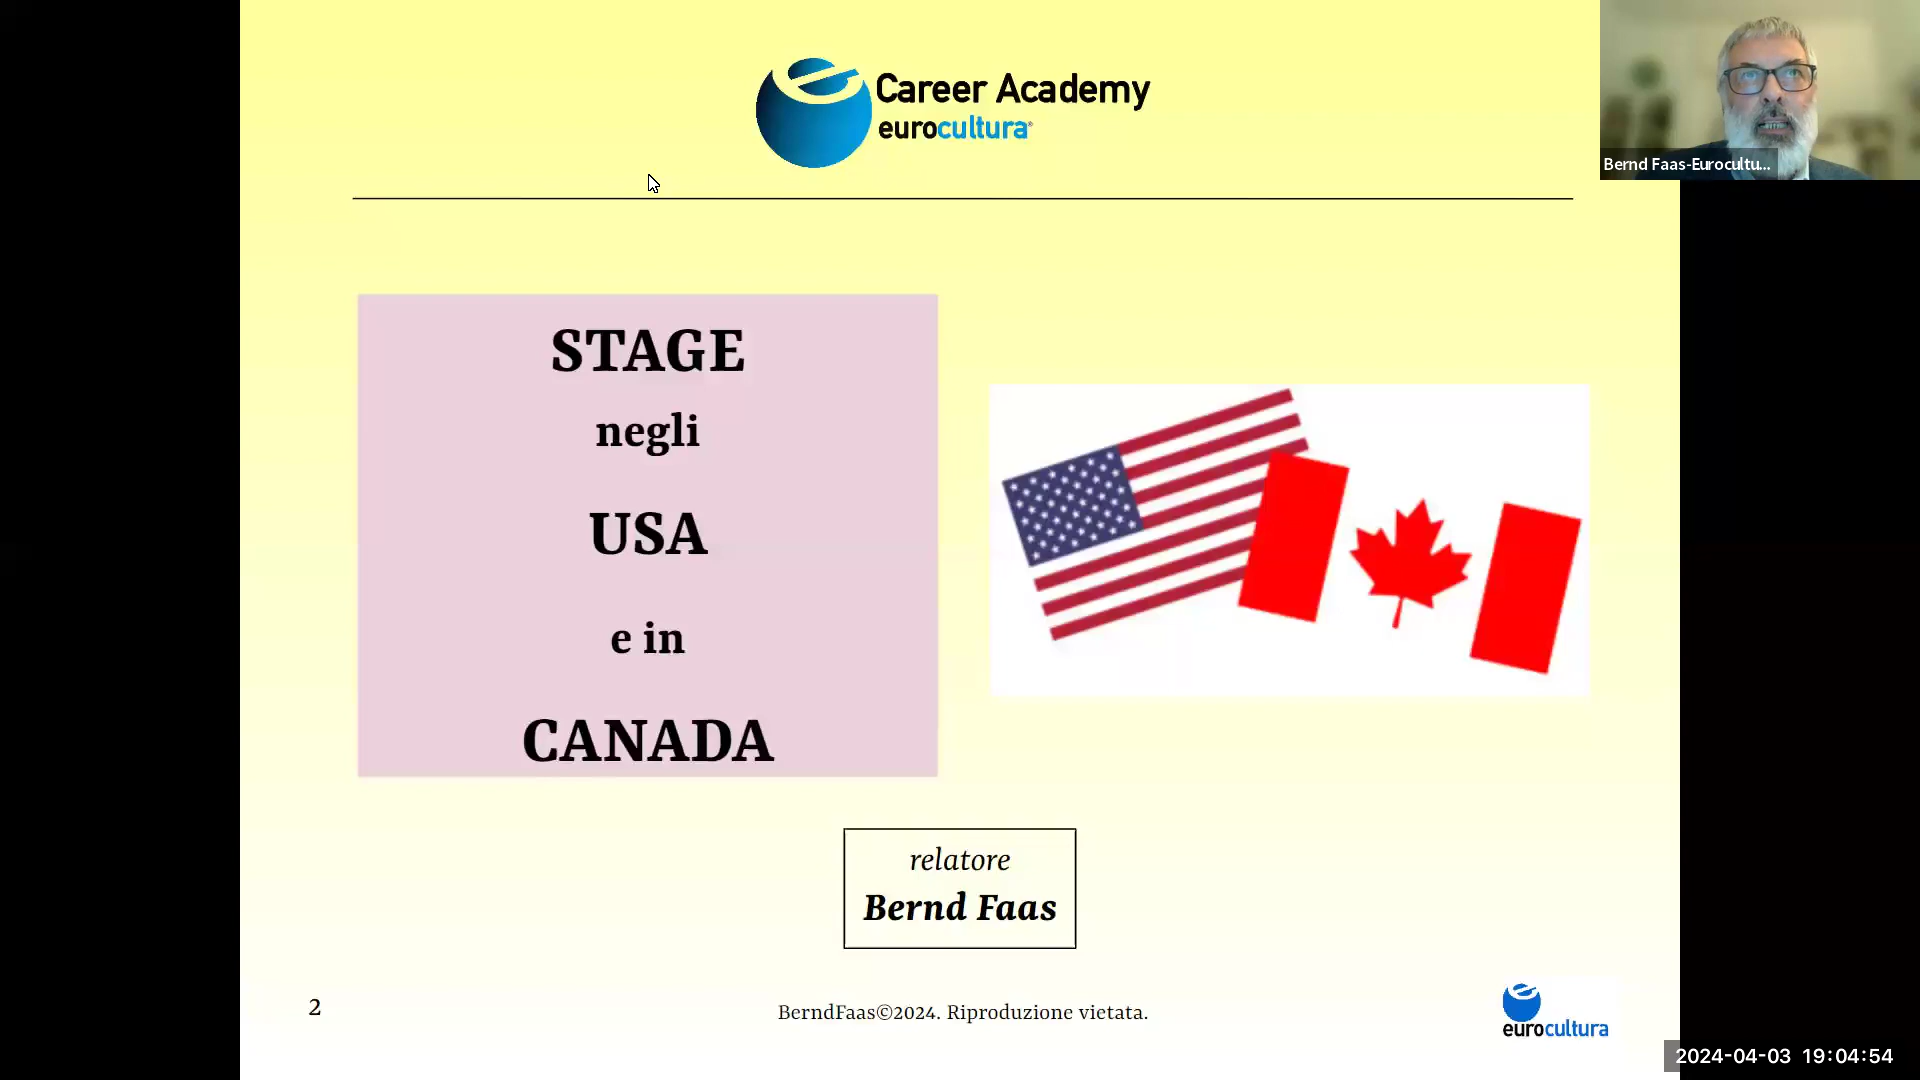 Career Academy
eurocultura
Bernd Faas-Eurocultu...
STAGE
negli
USA
e in
CANADA
relatore
Bernd Faas
2
BerndFaas©2024. Riproduzione vietata.
eurocultura
2024-04-03 19:04:54